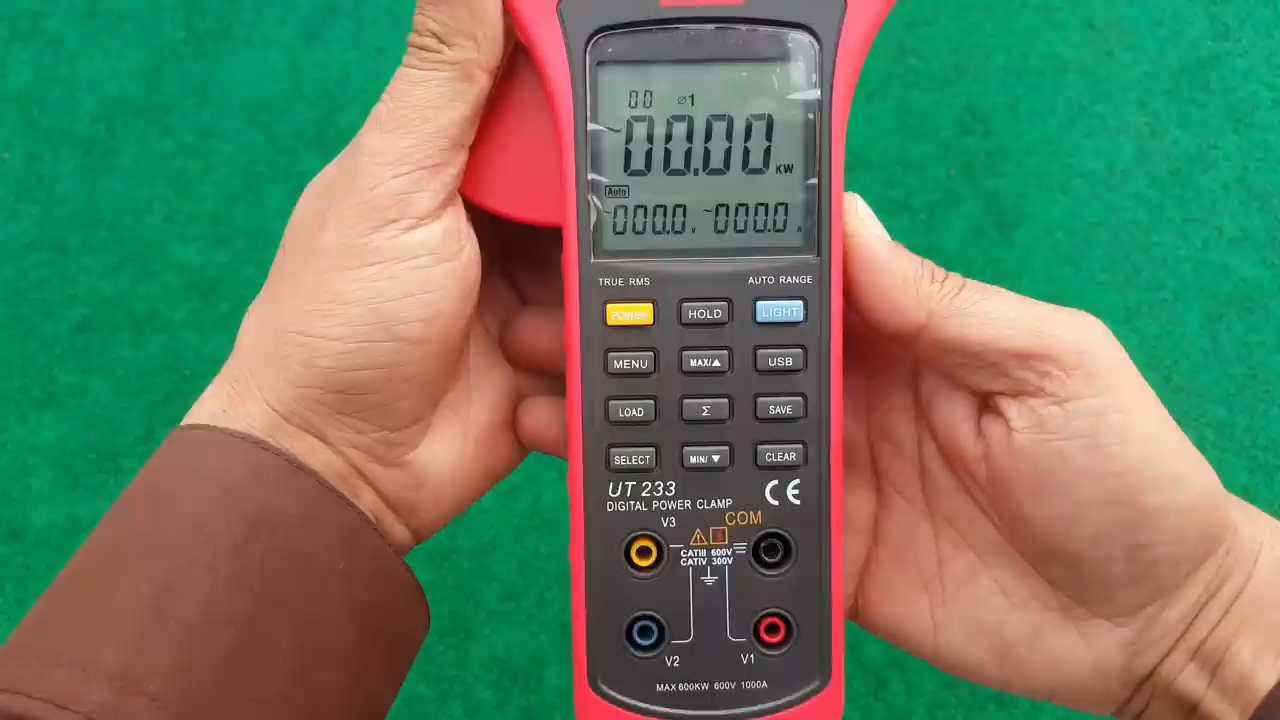 00 ⌀1
~00.00 KW
Auto
~000.0 v ~000.0 A
TRUE RMS AUTO RANGE
POWER HOLD LIGHT
MENU MAX/▲ USB
LOAD Σ SAVE
SELECT MIN/▼ CLEAR
UT 233 CE
DIGITAL POWER CLAMP
V3 COM
CATIII 600V
CATIV 300V
V2 V1
MAX 600KW 600V 1000A